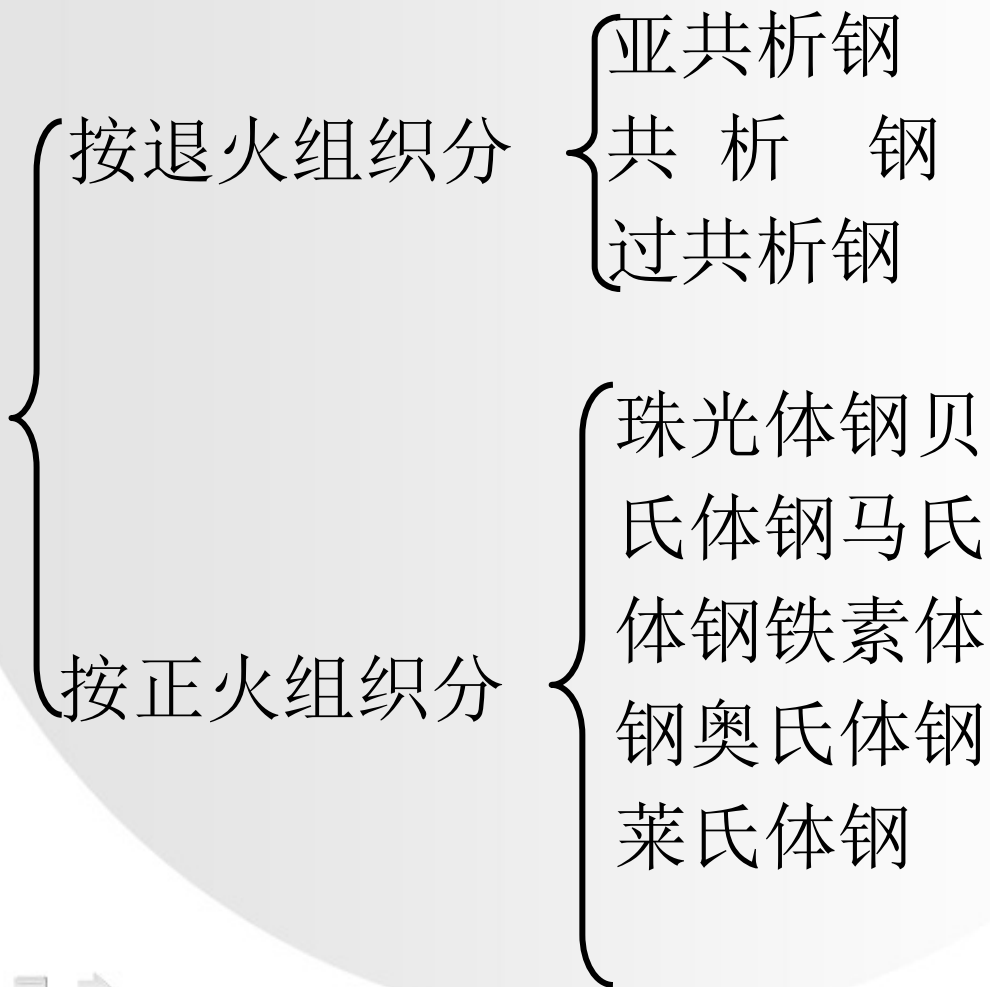 按退火组织分
亚共析钢
共 析 钢
过共析钢
按正火组织分
珠光体钢贝
氏体钢马氏
体钢铁素体
钢奥氏体钢
莱氏体钢